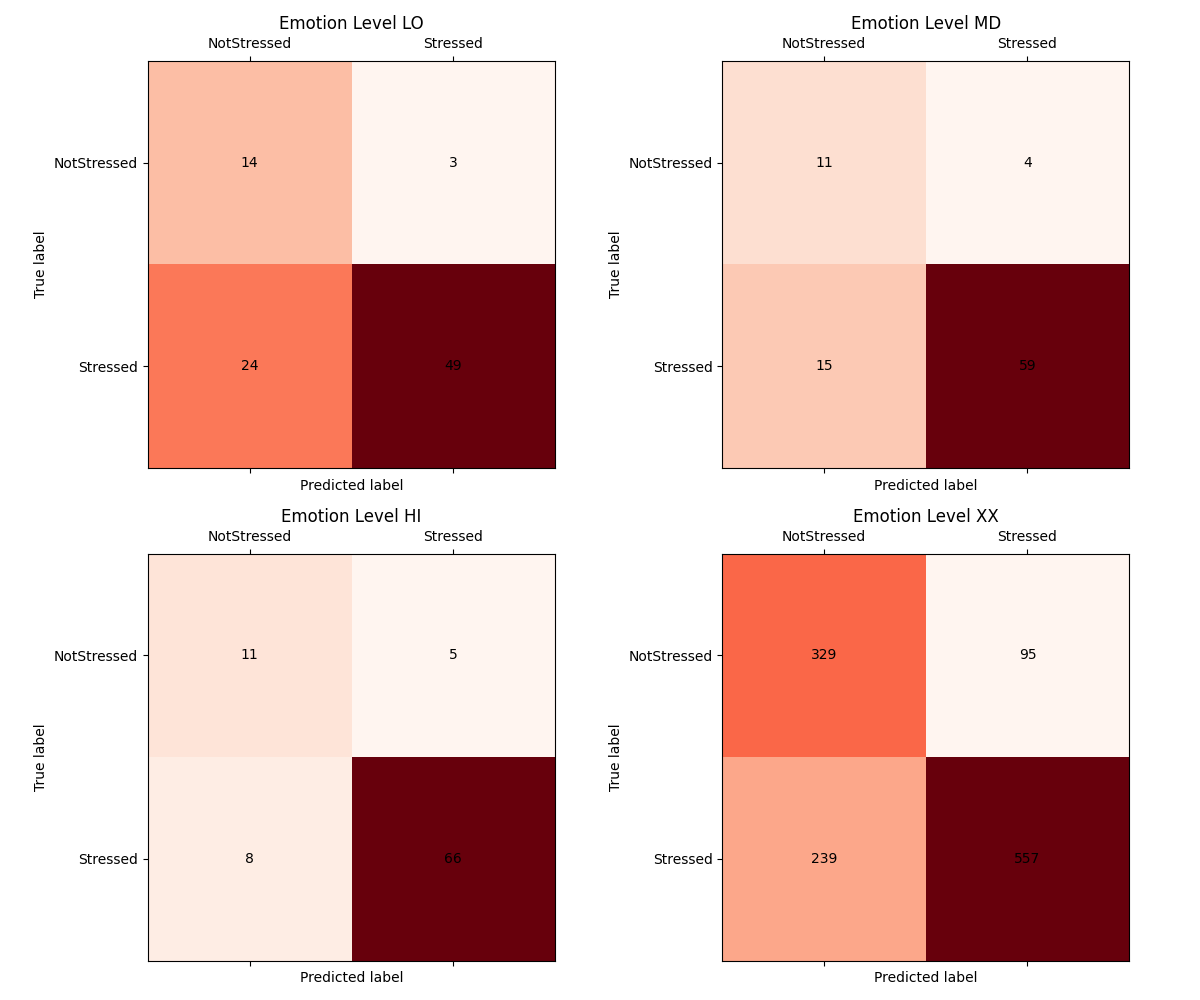 Emotion Level LO
NotStressed Stressed
NotStressed 14 3
True label
Stressed 24 49
Predicted label
Emotion Level MD
NotStressed Stressed
NotStressed 11 4
True label
Stressed 15 59
Predicted label
Emotion Level HI
NotStressed Stressed
NotStressed 11 5
True label
Stressed 8 66
Predicted label
Emotion Level XX
NotStressed Stressed
NotStressed 329 95
True label
Stressed 239 557
Predicted label